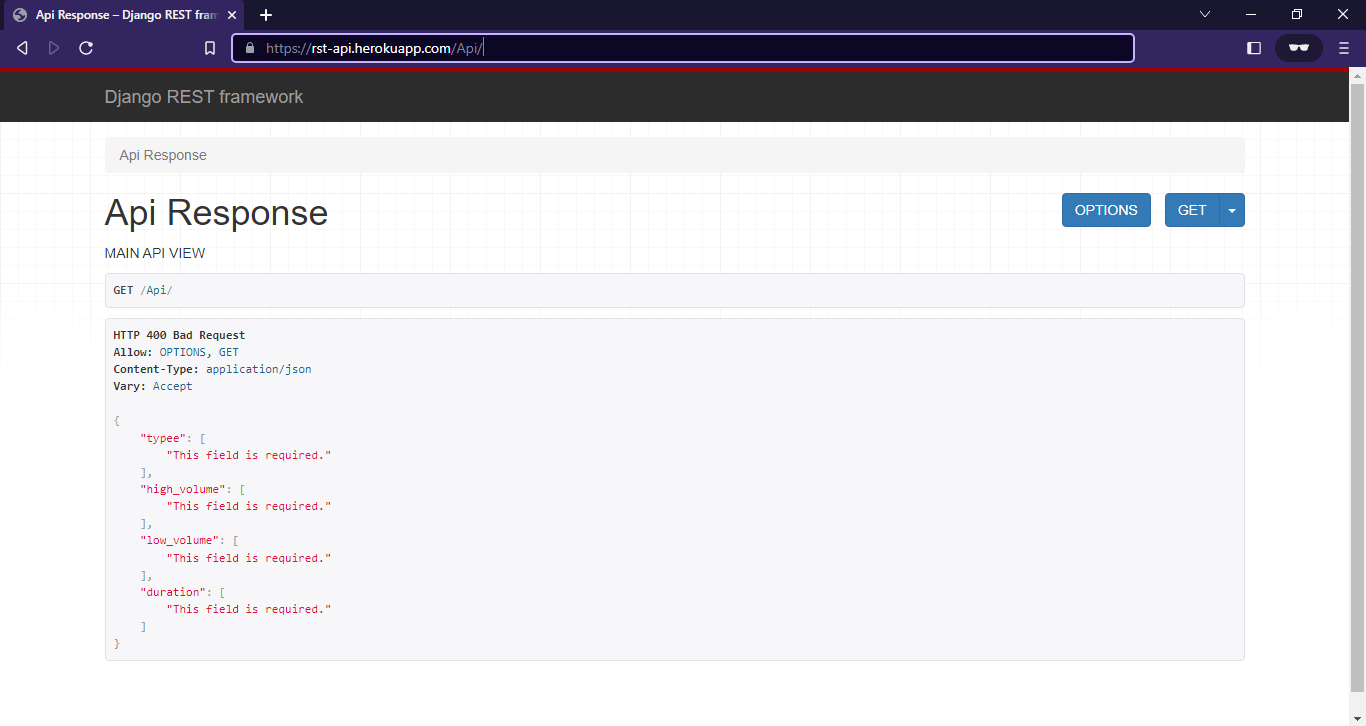 Api Response – Django REST fram
https://rst-api.herokuapp.com/Api/
Django REST framework
Api Response
Api Response
OPTIONS
GET
MAIN API VIEW
GET /Api/
HTTP 400 Bad Request
Allow: OPTIONS, GET
Content-Type: application/json
Vary: Accept
{
    "typee": [
        "This field is required."
    ],
    "high_volume": [
        "This field is required."
    ],
    "low_volume": [
        "This field is required."
    ],
    "duration": [
        "This field is required."
    ]
}